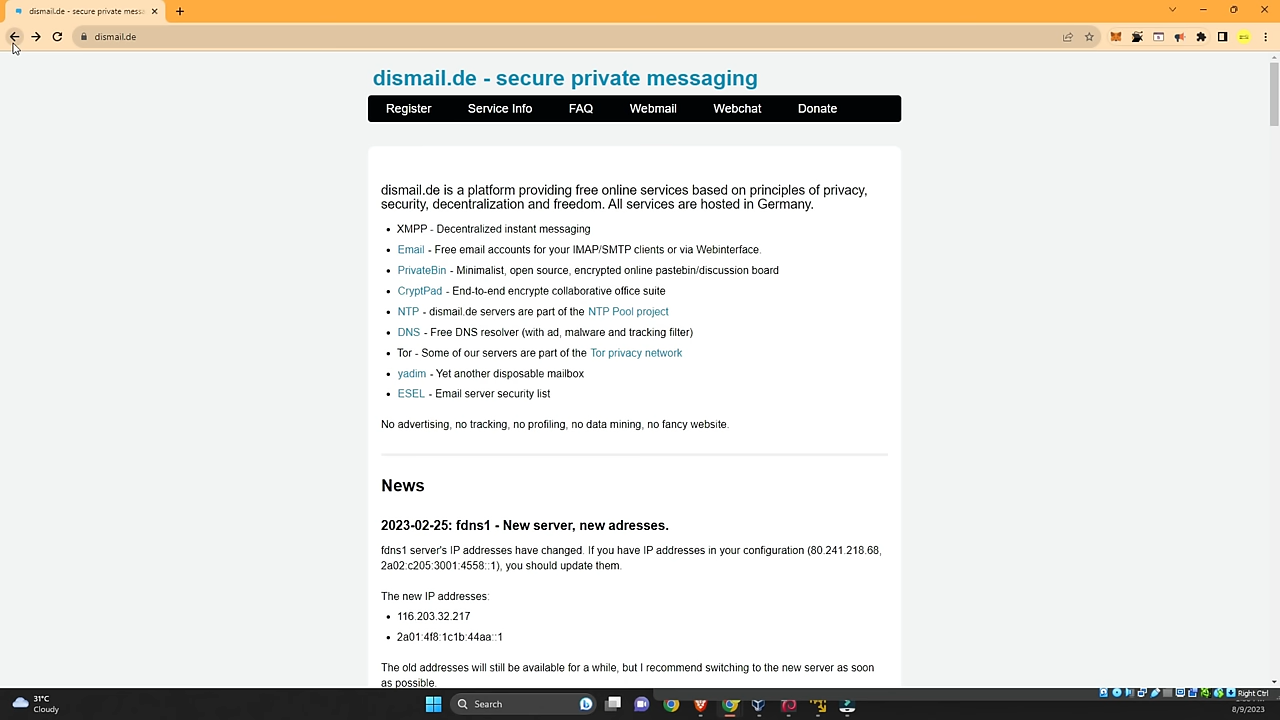 dismail.de - secure private mess
dismail.de
dismail.de - secure private messaging
Register Service Info FAQ Webmail Webchat Donate
dismail.de is a platform providing free online services based on principles of privacy,
security, decentralization and freedom. All services are hosted in Germany.
XMPP - Decentralized instant messaging
Email - Free email accounts for your IMAP/SMTP clients or via Webinterface.
PrivateBin - Minimalist, open source, encrypted online pastebin/discussion board
CryptPad - End-to-end encrypte collaborative office suite
NTP - dismail.de servers are part of the NTP Pool project
DNS - Free DNS resolver (with ad, malware and tracking filter)
Tor - Some of our servers are part of the Tor privacy network
yadim - Yet another disposable mailbox
ESEL - Email server security list
No advertising, no tracking, no profiling, no data mining, no fancy website.
News
2023-02-25: fdns1 - New server, new adresses.
fdns1 server's IP addresses have changed. If you have IP addresses in your configuration (80.241.218.68,
2a02:c205:3001:4558::1), you should update them.
The new IP addresses:
116.203.32.217
2a01:4f8:1c1b:44aa::1
The old addresses will still be available for a while, but I recommend switching to the new server as soon
as possible.
31°C
Cloudy
Search
Right Ctrl
8/9/2023